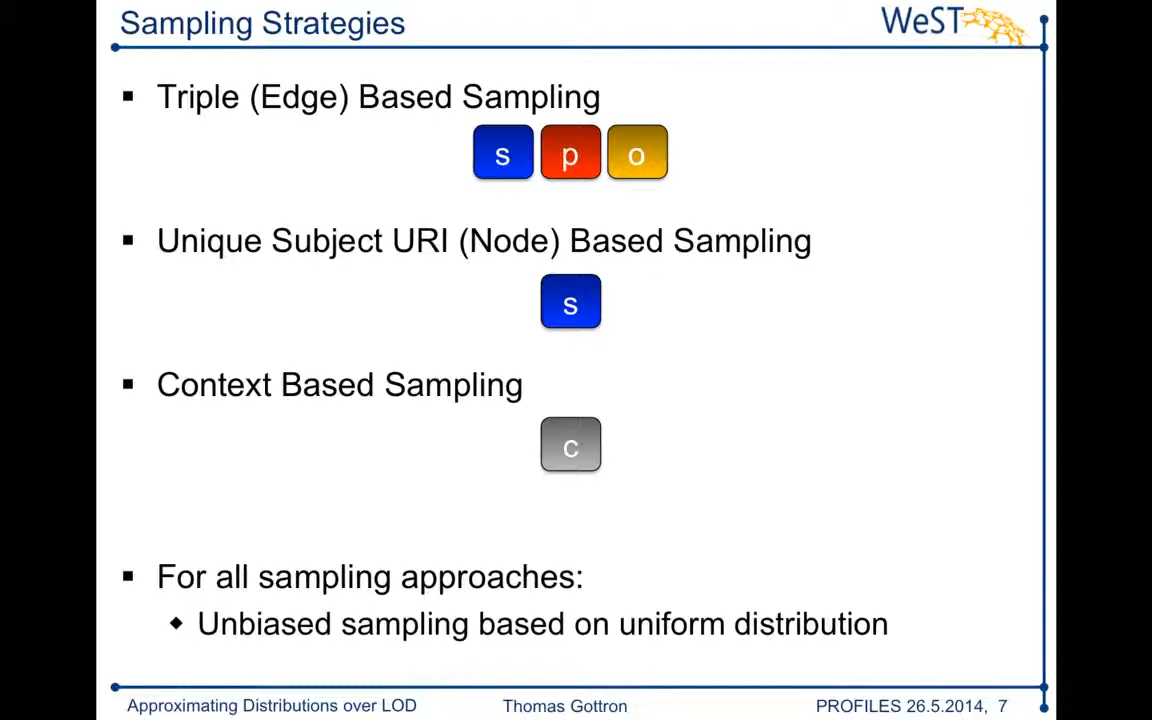 Sampling Strategies
WeST
Triple (Edge) Based Sampling
s p o
Unique Subject URI (Node) Based Sampling
s
Context Based Sampling
c
For all sampling approaches:
Unbiased sampling based on uniform distribution
Approximating Distributions over LOD Thomas Gottron PROFILES 26.5.2014, 7